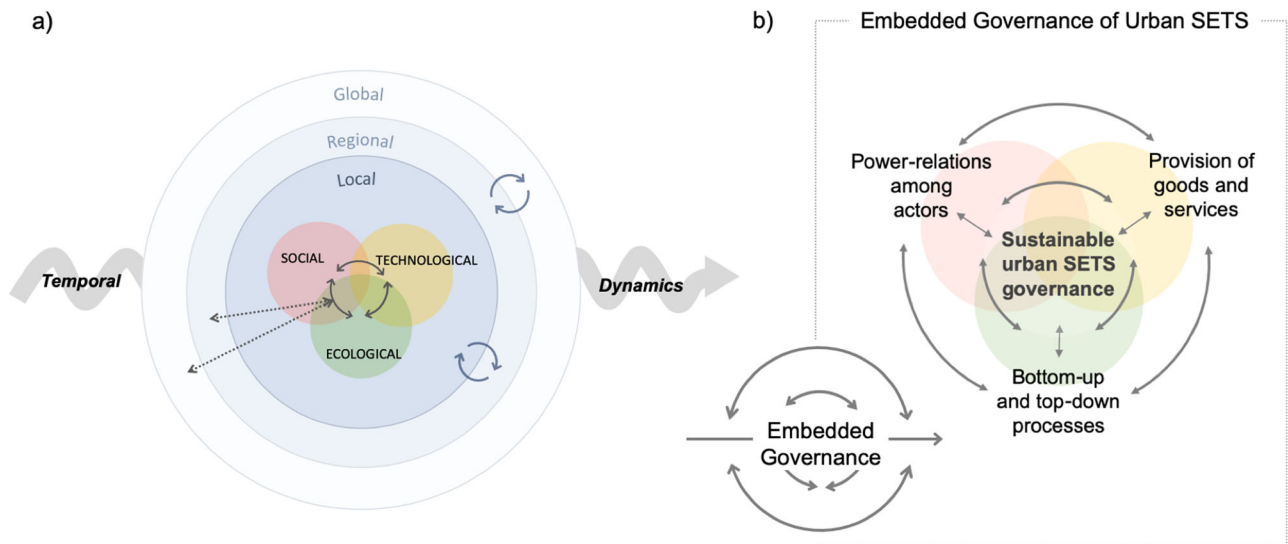 a)
Global
Regional
Local
SOCIAL
TECHNOLOGICAL
ECOLOGICAL
Temporal
Dynamics
b)
Embedded Governance of Urban SETS
Power-relations
among
actors
Provision of
goods and
services
Sustainable
urban SETS
governance
Bottom-up
and top-down
processes
Embedded
Governance